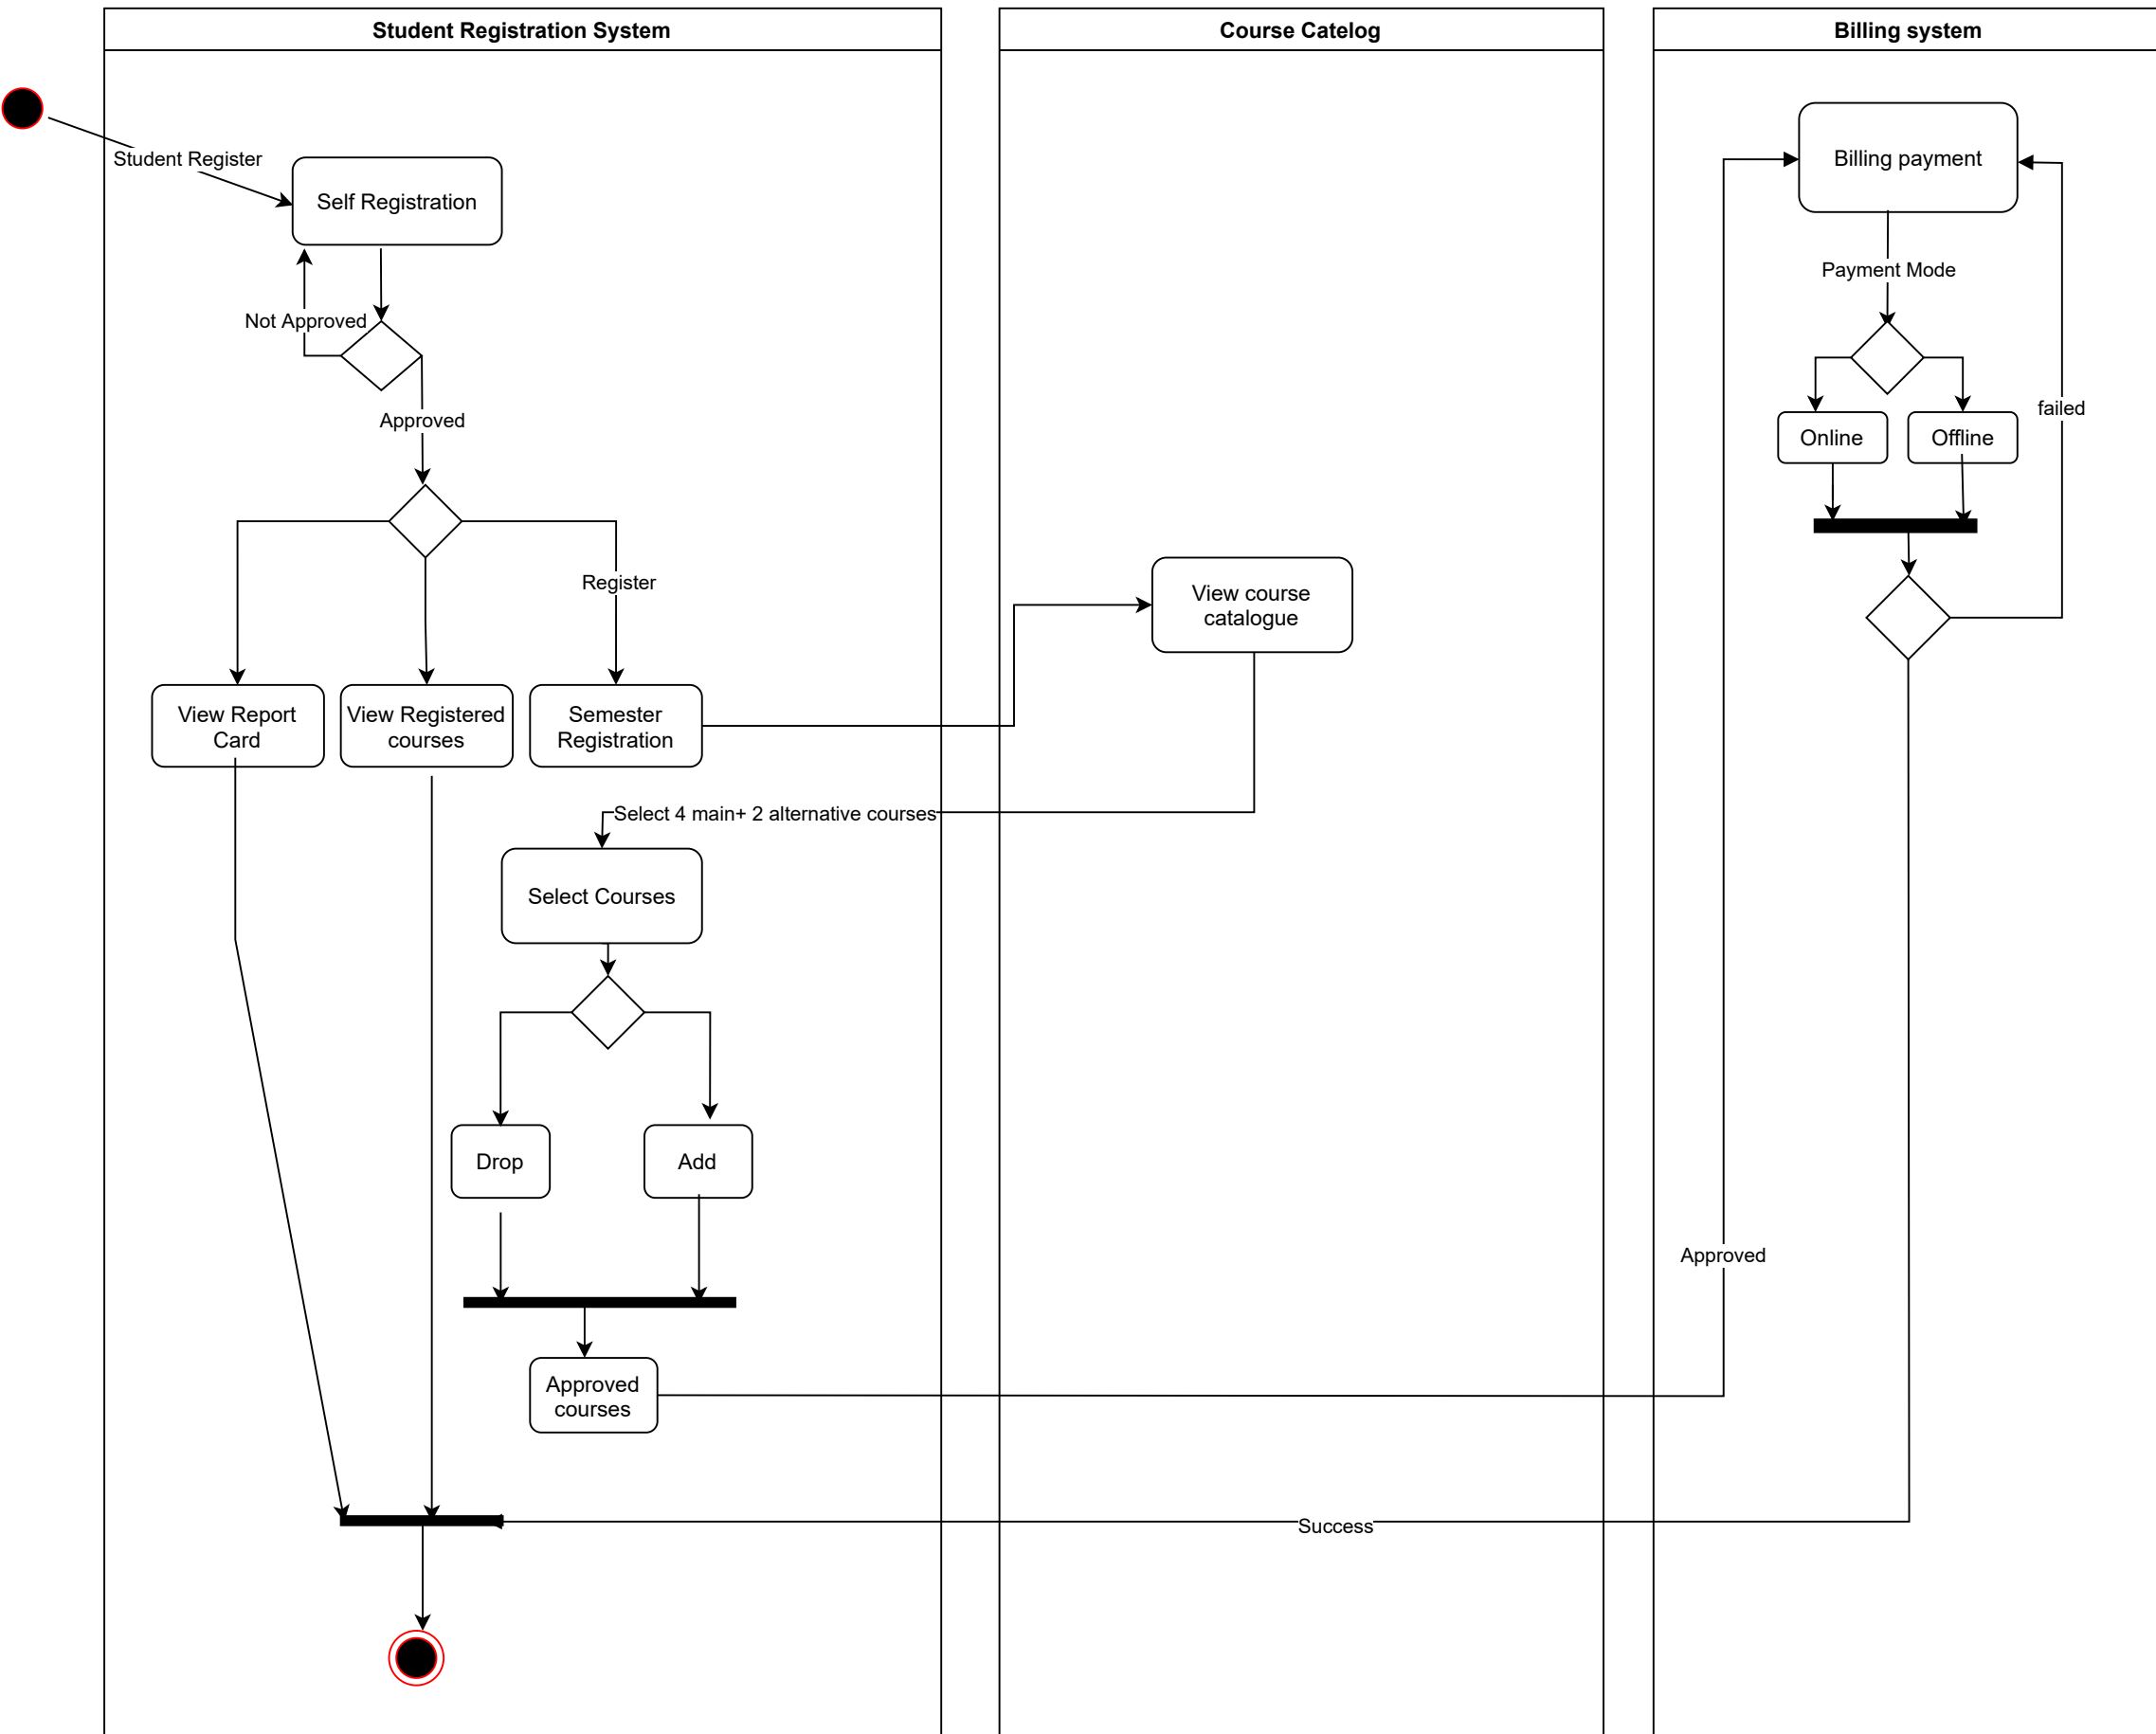 Student Registration System
Course Catelog
Billing system
Student Register
Self Registration
Billing payment
Payment Mode
Not Approved
Approved
failed
Online
Offline
Register
View course
catalogue
View Report
Card
View Registered
courses
Semester
Registration
Select 4 main+ 2 alternative courses
Select Courses
Drop
Add
Approved
Approved
courses
Success